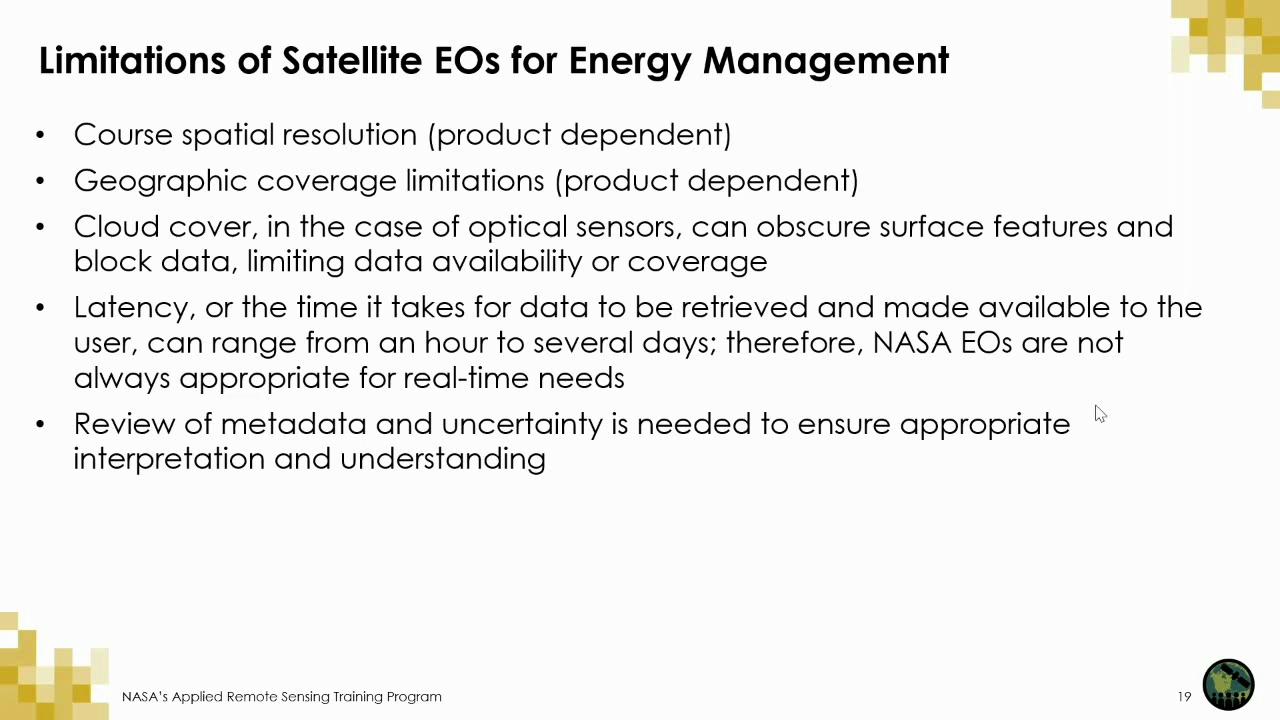 Limitations of Satellite EOs for Energy Management
• Course spatial resolution (product dependent)
• Geographic coverage limitations (product dependent)
• Cloud cover, in the case of optical sensors, can obscure surface features and
block data, limiting data availability or coverage
• Latency, or the time it takes for data to be retrieved and made available to the
user, can range from an hour to several days; therefore, NASA EOs are not
always appropriate for real-time needs
• Review of metadata and uncertainty is needed to ensure appropriate
interpretation and understanding
NASA's Applied Remote Sensing Training Program
19